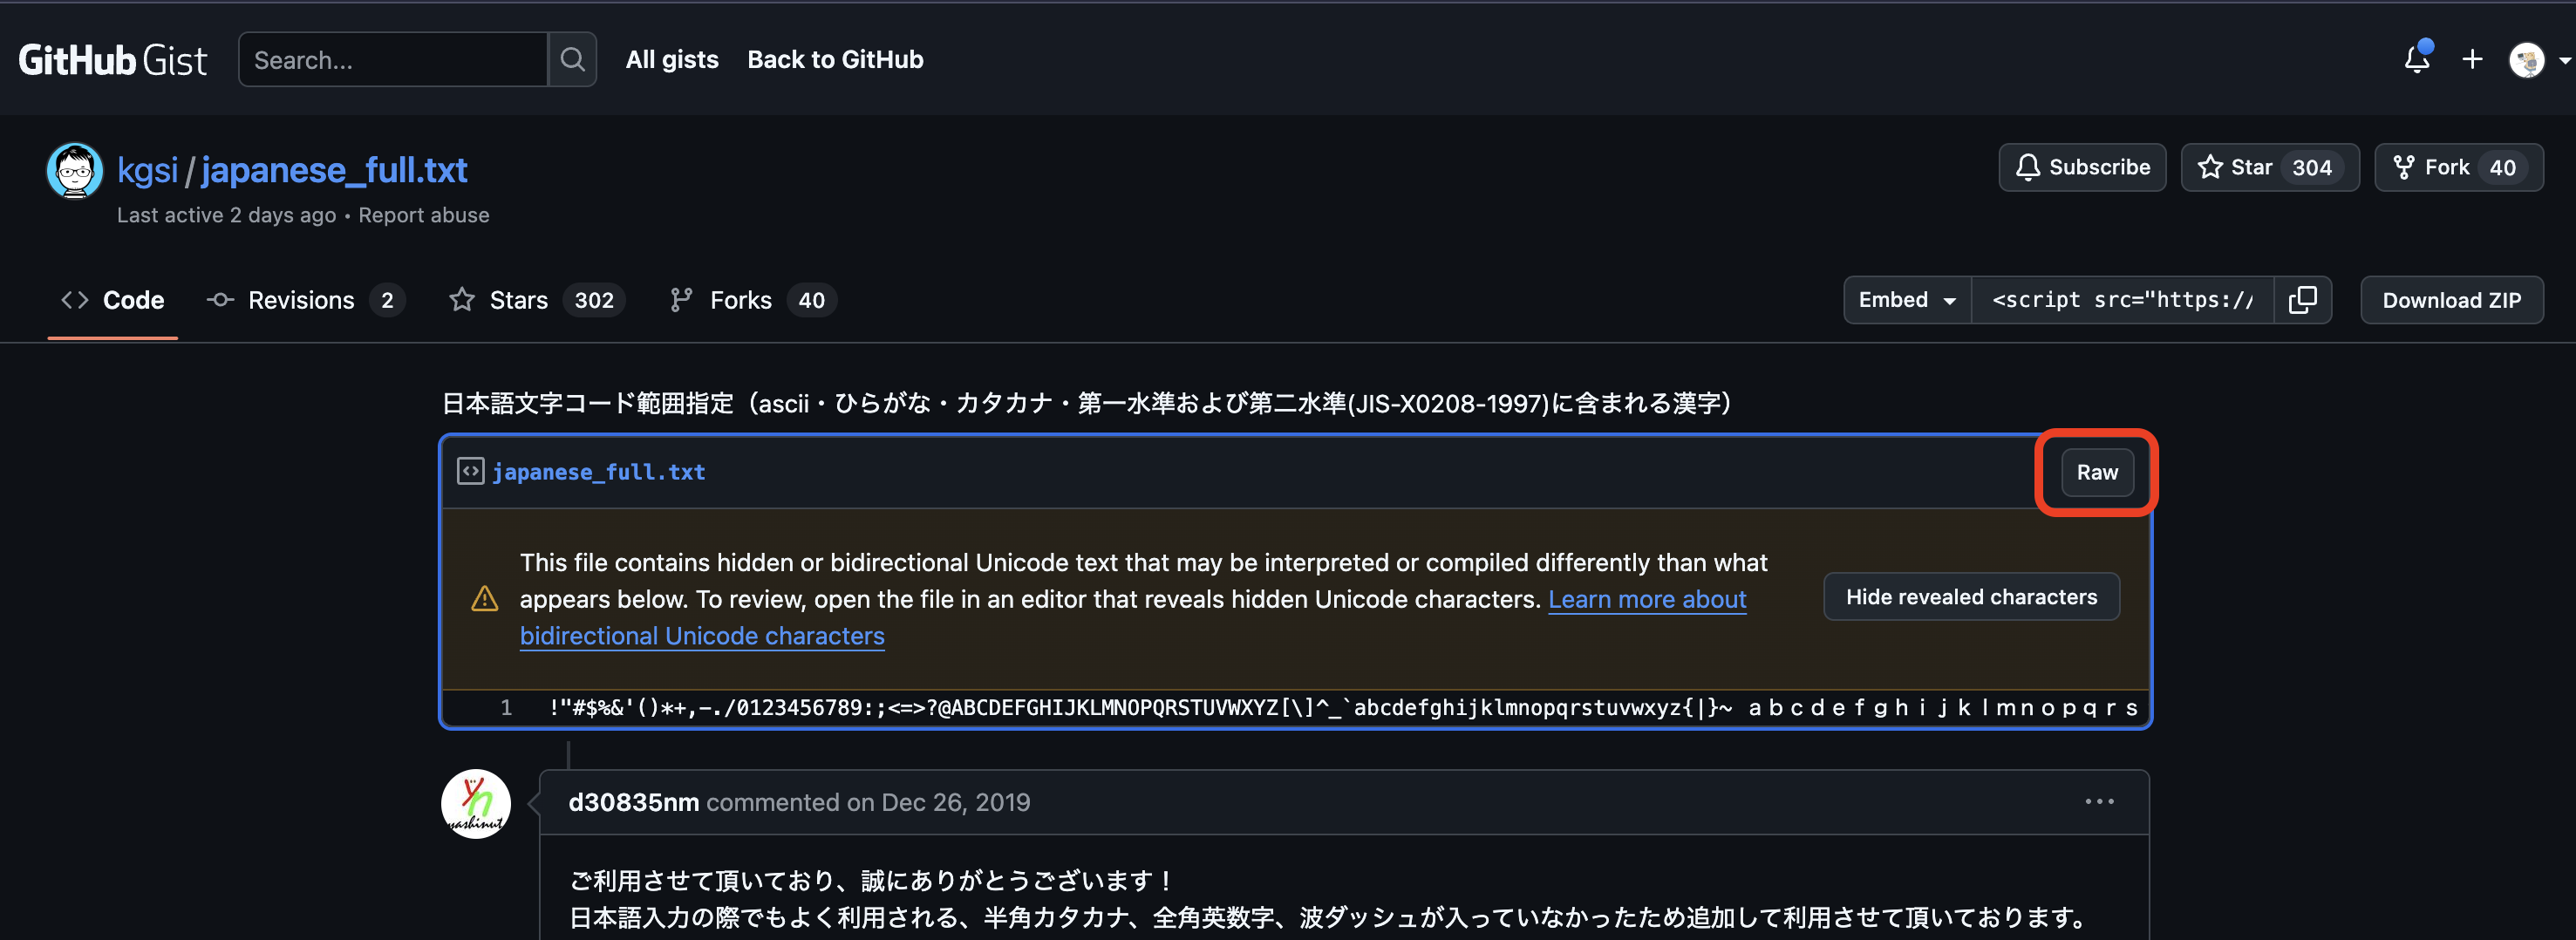 GitHub Gist Search... All gists Back to GitHub
kgsi / japanese_full.txt Subscribe Star 304 Fork 40
Last active 2 days ago • Report abuse
Code Revisions 2 Stars 302 Forks 40 Embed <script src="https:// Download ZIP
日本語文字コード範囲指定（ascii・ひらがな・カタカナ・第一水準および第二水準(JIS-X0208-1997)に含まれる漢字）
japanese_full.txt Raw
This file contains hidden or bidirectional Unicode text that may be interpreted or compiled differently than what
appears below. To review, open the file in an editor that reveals hidden Unicode characters. Learn more about
bidirectional Unicode characters
Hide revealed characters
1 !"#$%&'()*+,-./0123456789:;<=>?@ABCDEFGHIJKLMNOPQRSTUVWXYZ[\]^_`abcdefghijklmnopqrstuvwxyz{|}~ ａｂｃｄｅｆｇｈｉｊｋｌｍｎｏｐｑｒｓ
yashinut
d30835nm commented on Dec 26, 2019
ご利用させて頂いており、誠にありがとうございます！
日本語入力の際でもよく利用される、半角カタカナ、全角英数字、波ダッシュが入っていなかったため追加して利用させて頂いております。